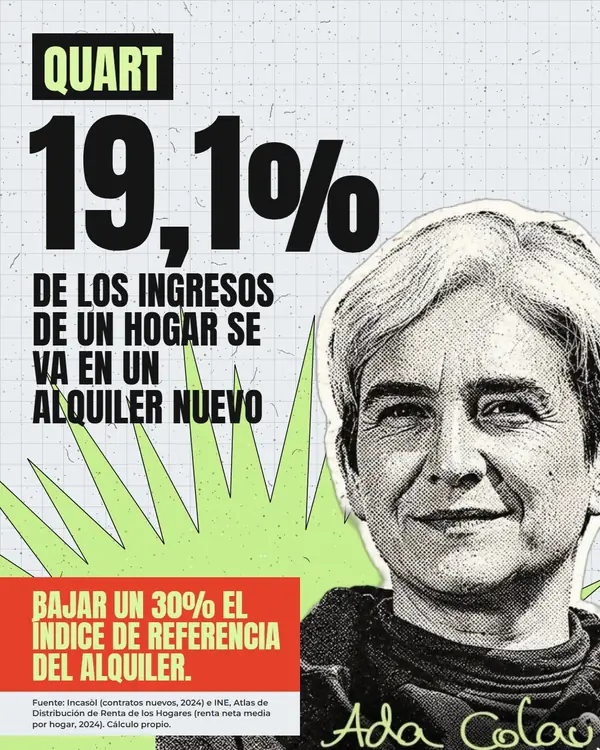 QUART
19,1%
DE LOS INGRESOS
DE UN HOGAR SE
VA EN UN
ALQUILER NUEVO
BAJAR UN 30% EL
ÍNDICE DE REFERENCIA
DEL ALQUILER.
Fuente: Incasòl (contratos nuevos, 2024) e INE, Atlas de
Distribución de Renta de los Hogares (renta neta media
por hogar, 2024). Cálculo propio.
Ada Colau